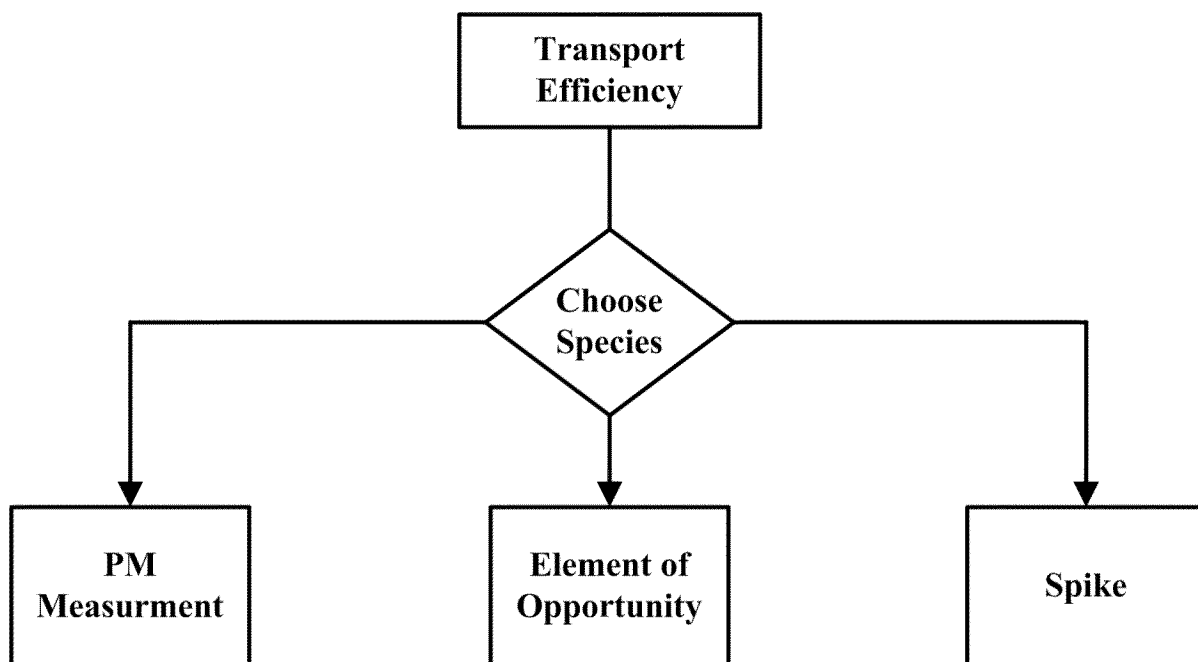 Transport
Efficiency
Choose
Species
PM
Measurment
Element of
Opportunity
Spike